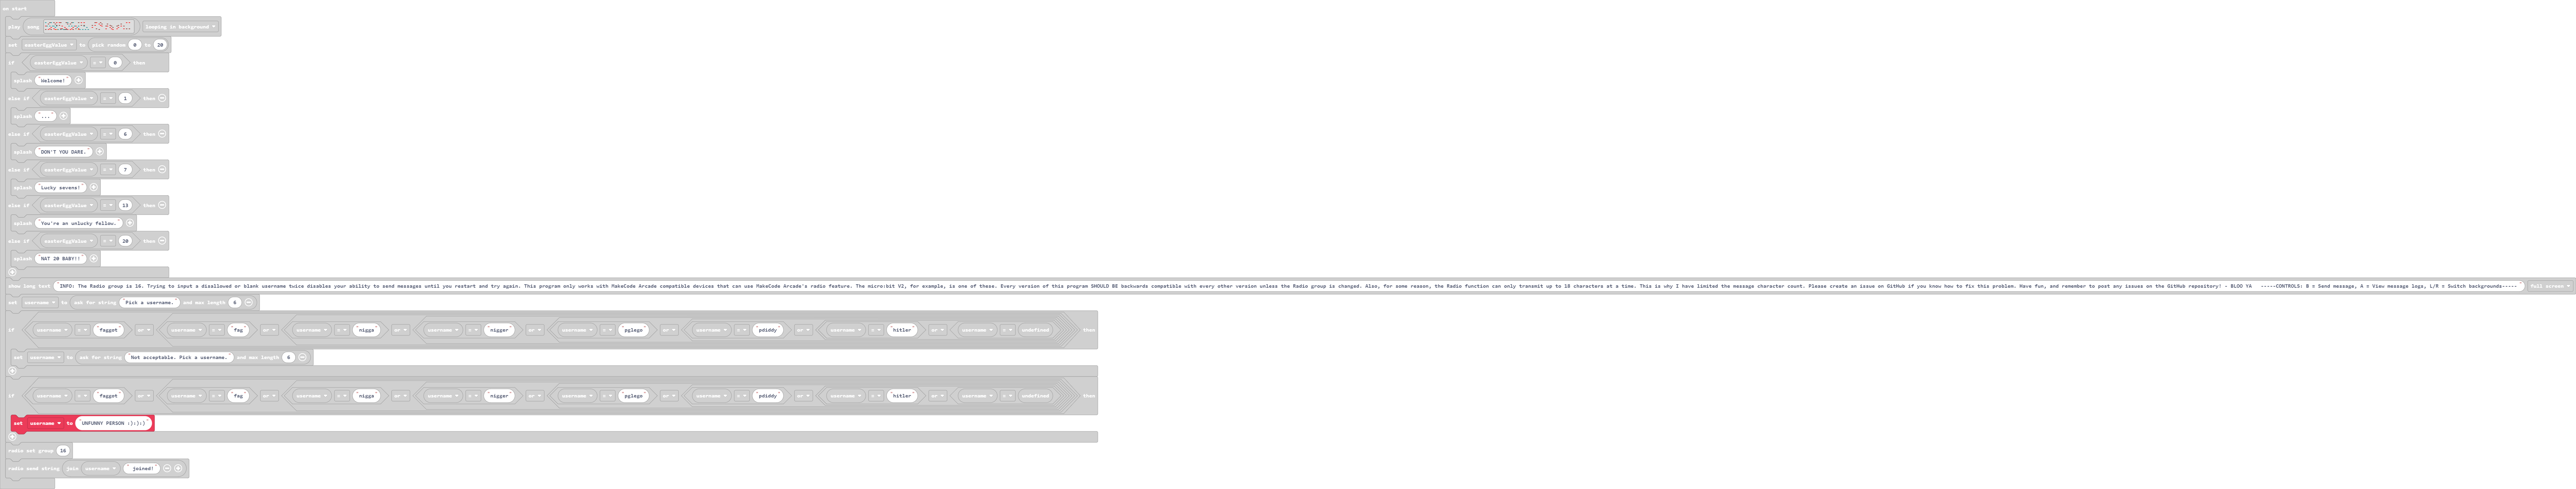 on start
play song looping in background
set easterEggValue to pick random 0 to 20
if easterEggValue = 0 then
splash "Welcome!"
else if easterEggValue = 1 then
splash "..."
else if easterEggValue = 6 then
splash "DON'T YOU DARE."
else if easterEggValue = 7 then
splash "Lucky sevens!"
else if easterEggValue = 13 then
splash "You're an unlucky fellow."
else if easterEggValue = 20 then
splash "NAT 20 BABY!!"
show long text "INFO: The Radio group is 16. Trying to input a disallowed or blank username twice disables your ability to send messages until you restart and try again. This program only works with MakeCode Arcade compatible devices that can use MakeCode Arcade's radio feature. The micro:bit V2, for example, is one of these. Every version of this program SHOULD BE backwards compatible with every other version unless the Radio group is changed. Also, for some reason, the Radio function can only transmit up to 18 characters at a time. This is why I have limited the message character count. Please create an issue on GitHub if you know how to fix this problem. Have fun, and remember to post any issues on the GitHub repository! - BLOO YA -----CONTROLS: B = Send message, A = View message logs, L/R = Switch backgrounds----- " full screen
set username to ask for string "Pick a username." and max length 6
if username = "faggot" or username = "fag" or username = "nigga" or username = "nigger" or username = "pglegn" or username = "pdiddy" or username = "hitler" or username = undefined then
set username to ask for string "Not acceptable. Pick a username." and max length 6
if username = "faggot" or username = "fag" or username = "nigga" or username = "nigger" or username = "pglegn" or username = "pdiddy" or username = "hitler" or username = undefined then
set username to "UNFUNNY PERSON :):):)"
radio set group 16
radio send string join username " joined!"